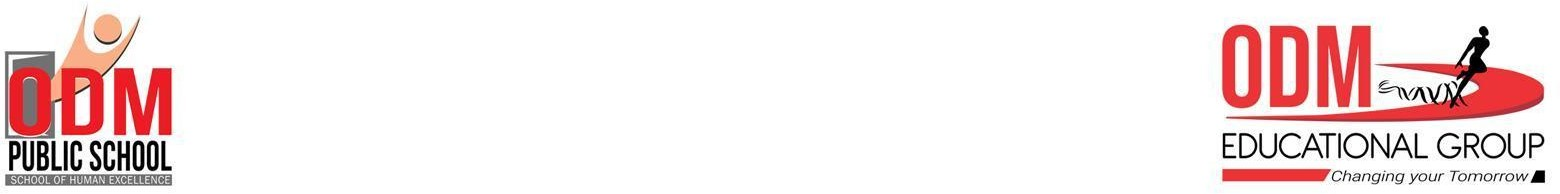 ODM
PUBLIC SCHOOL
SCHOOL OF HUMAN EXCELLENCE
ODM
EDUCATIONAL GROUP
Changing your Tomorrow